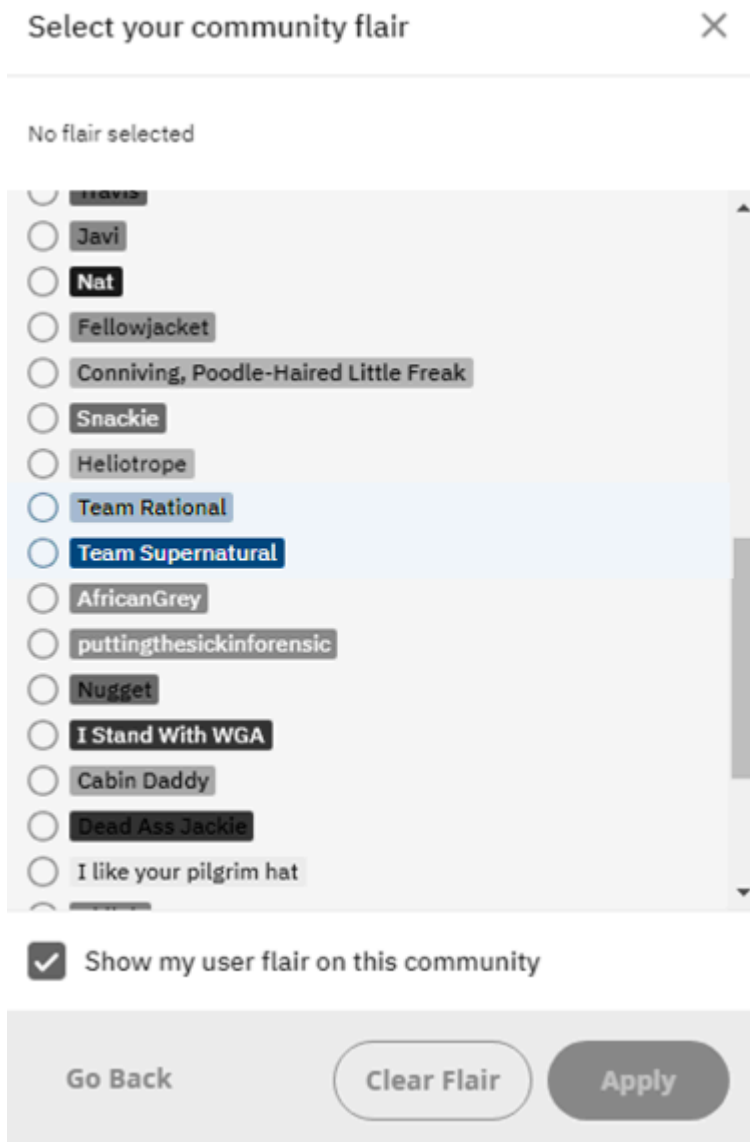 Select your community flair
No flair selected
Travis
Javi
Nat
Fellowjacket
Conniving, Poodle-Haired Little Freak
Snackie
Heliotrope
Team Rational
Team Supernatural
AfricanGrey
puttingthesickinforensic
Nugget
I Stand With WGA
Cabin Daddy
Dead Ass Jackie
I like your pilgrim hat
Show my user flair on this community
Go Back
Clear Flair
Apply